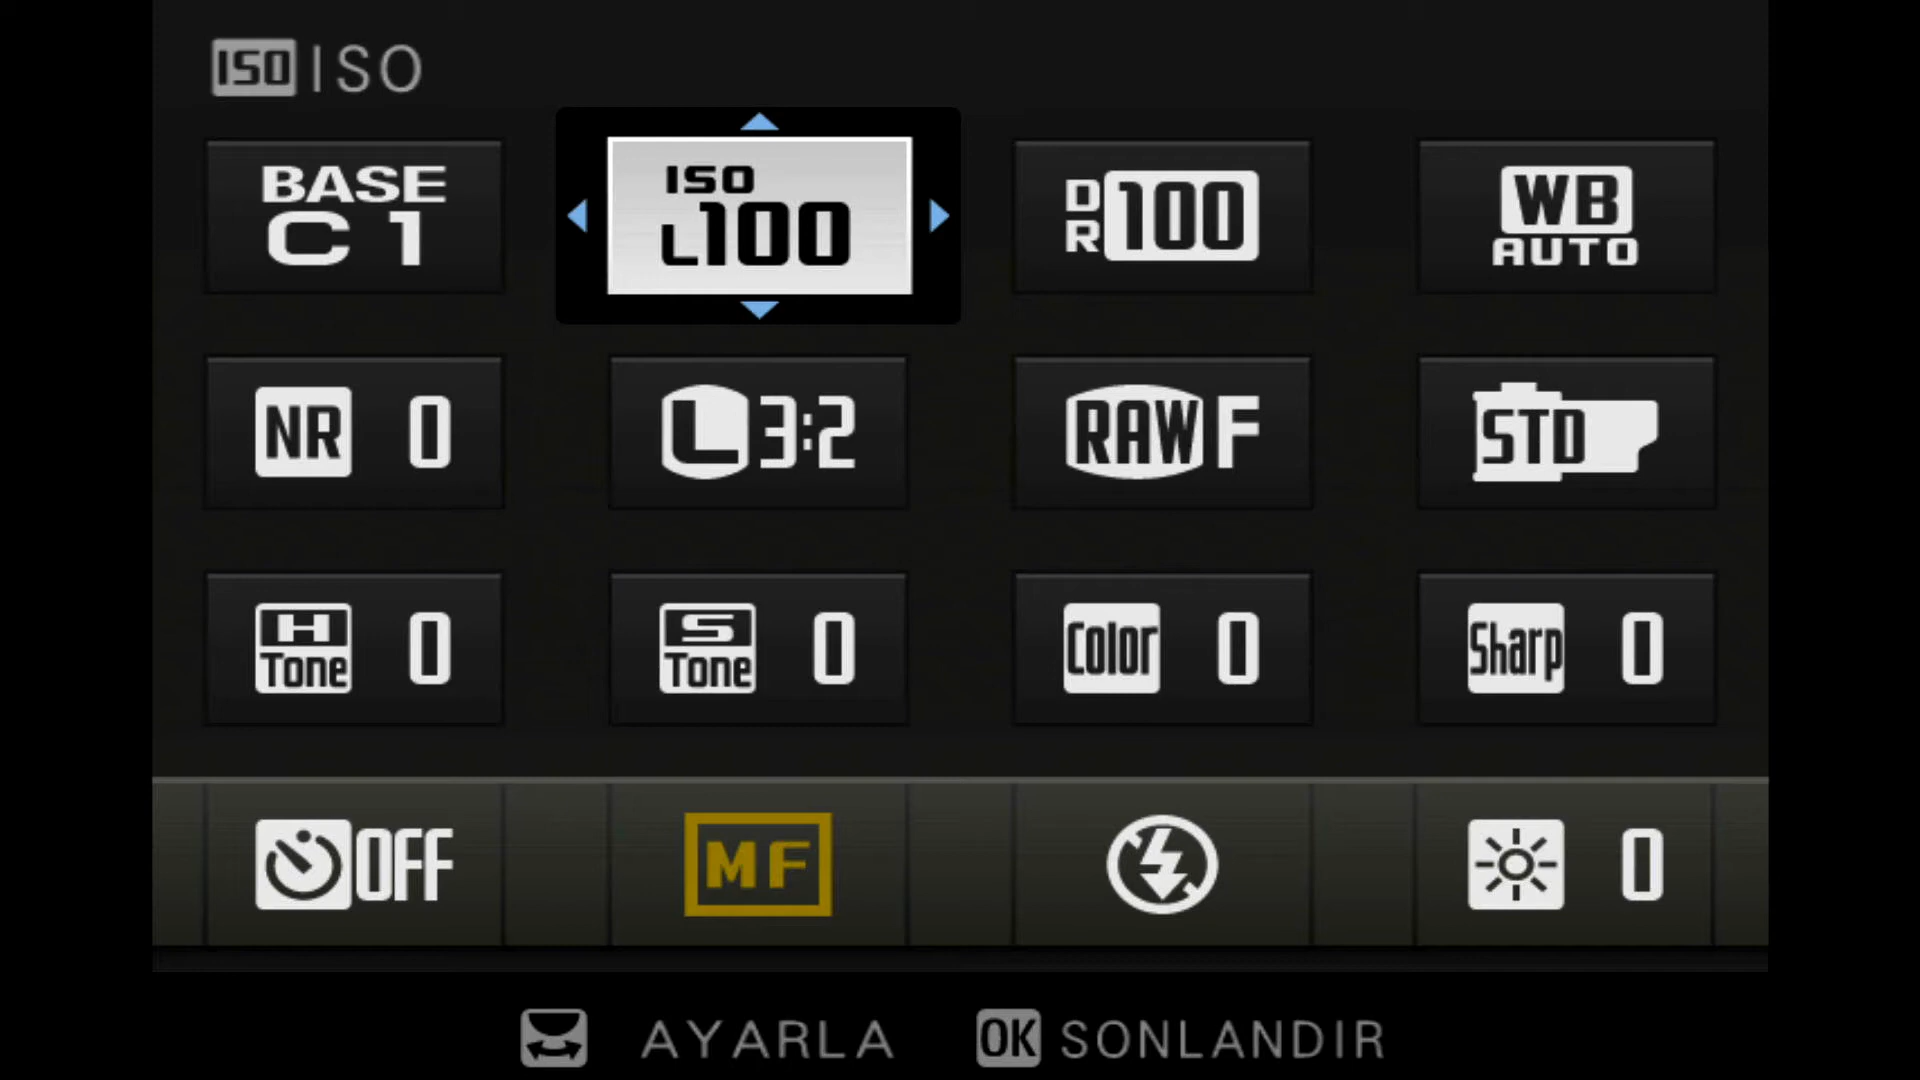 ISO ISO
BASE C 1
ISO L100
DR 100
WB AUTO
NR 0
L 3:2
RAW F
STD
H Tone 0
S Tone 0
Color 0
Sharp 0
OFF
MF
0
AYARLA
OK SONLANDIR